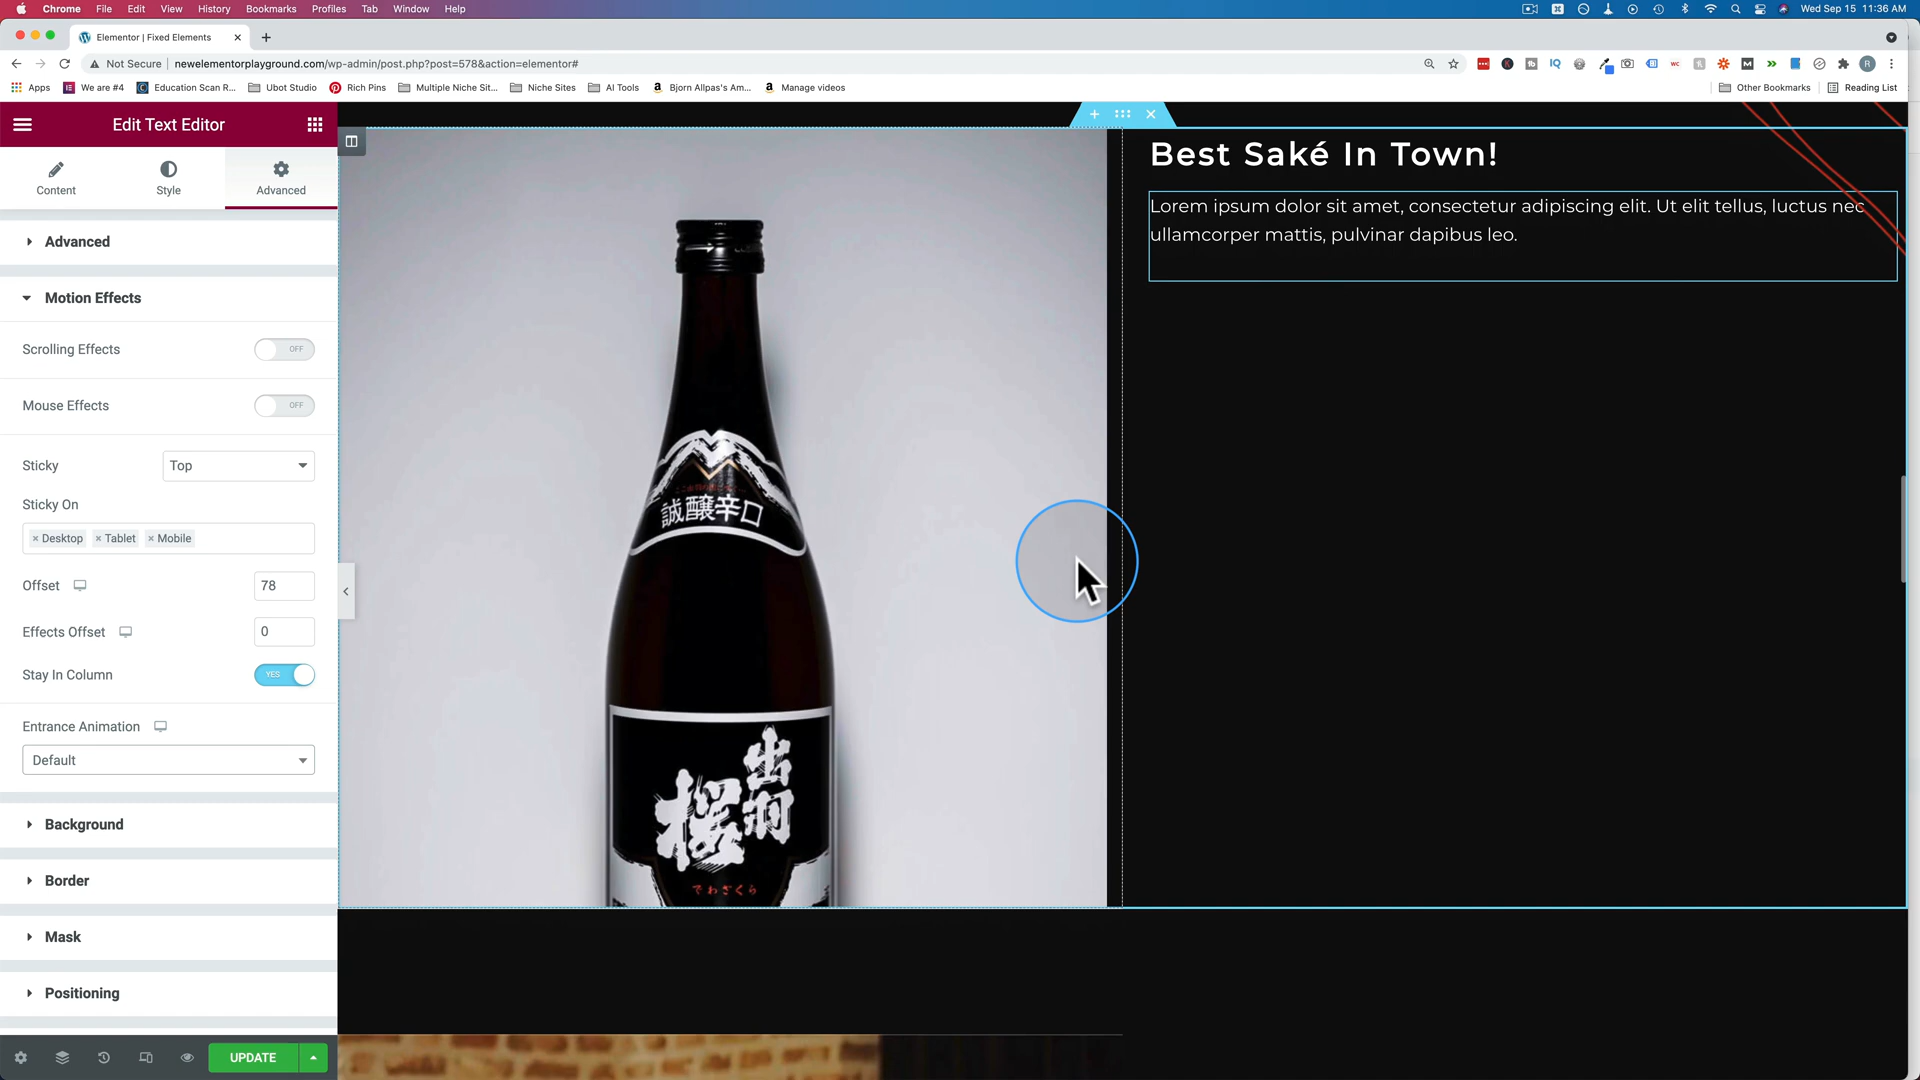 Chrome File Edit View History Bookmarks Profiles Tab Window Help
Wed Sep 15 11:36 AM
Elementor | Fixed Elements
Not Secure
newelementorplayground.com/wp-admin/post.php?post=578&action=elementor#
Apps
We are #4
Education Scan R...
Ubot Studio
Rich Pins
Multiple Niche Sit...
Niche Sites
AI Tools
Bjorn Allpas's Am...
Manage videos
Other Bookmarks
Reading List
Edit Text Editor
Content
Style
Advanced
Advanced
Motion Effects
Scrolling Effects
OFF
Mouse Effects
OFF
Sticky
Top
Sticky On
× Desktop × Tablet × Mobile
Offset
78
Effects Offset
0
Stay In Column
YES
Entrance Animation
Default
Background
Border
Mask
Positioning
UPDATE
Best Saké In Town!
Lorem ipsum dolor sit amet, consectetur adipiscing elit. Ut elit tellus, luctus nec
ullamcorper mattis, pulvinar dapibus leo.
誠醸辛口
出羽
桜
でわざくら